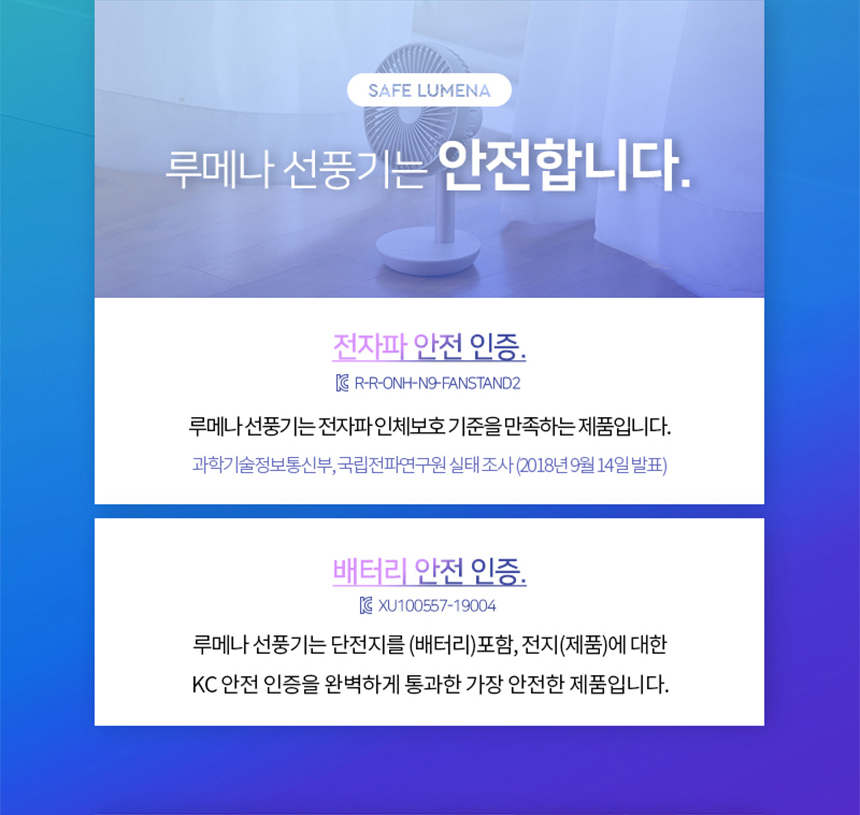 SAFE LUMENA
루메나 선풍기는 안전합니다.
전자파 안전 인증.
R-R-ONH-N9-FANSTAND2
루메나 선풍기는 전자파 인체보호 기준을 만족하는 제품입니다.
과학기술정보통신부, 국립전파연구원 실태 조사 (2018년 9월 14일 발표)
배터리 안전 인증.
XU100557-19004
루메나 선풍기는 단전지를 (배터리)포함, 전지(제품)에 대한
KC 안전 인증을 완벽하게 통과한 가장 안전한 제품입니다.